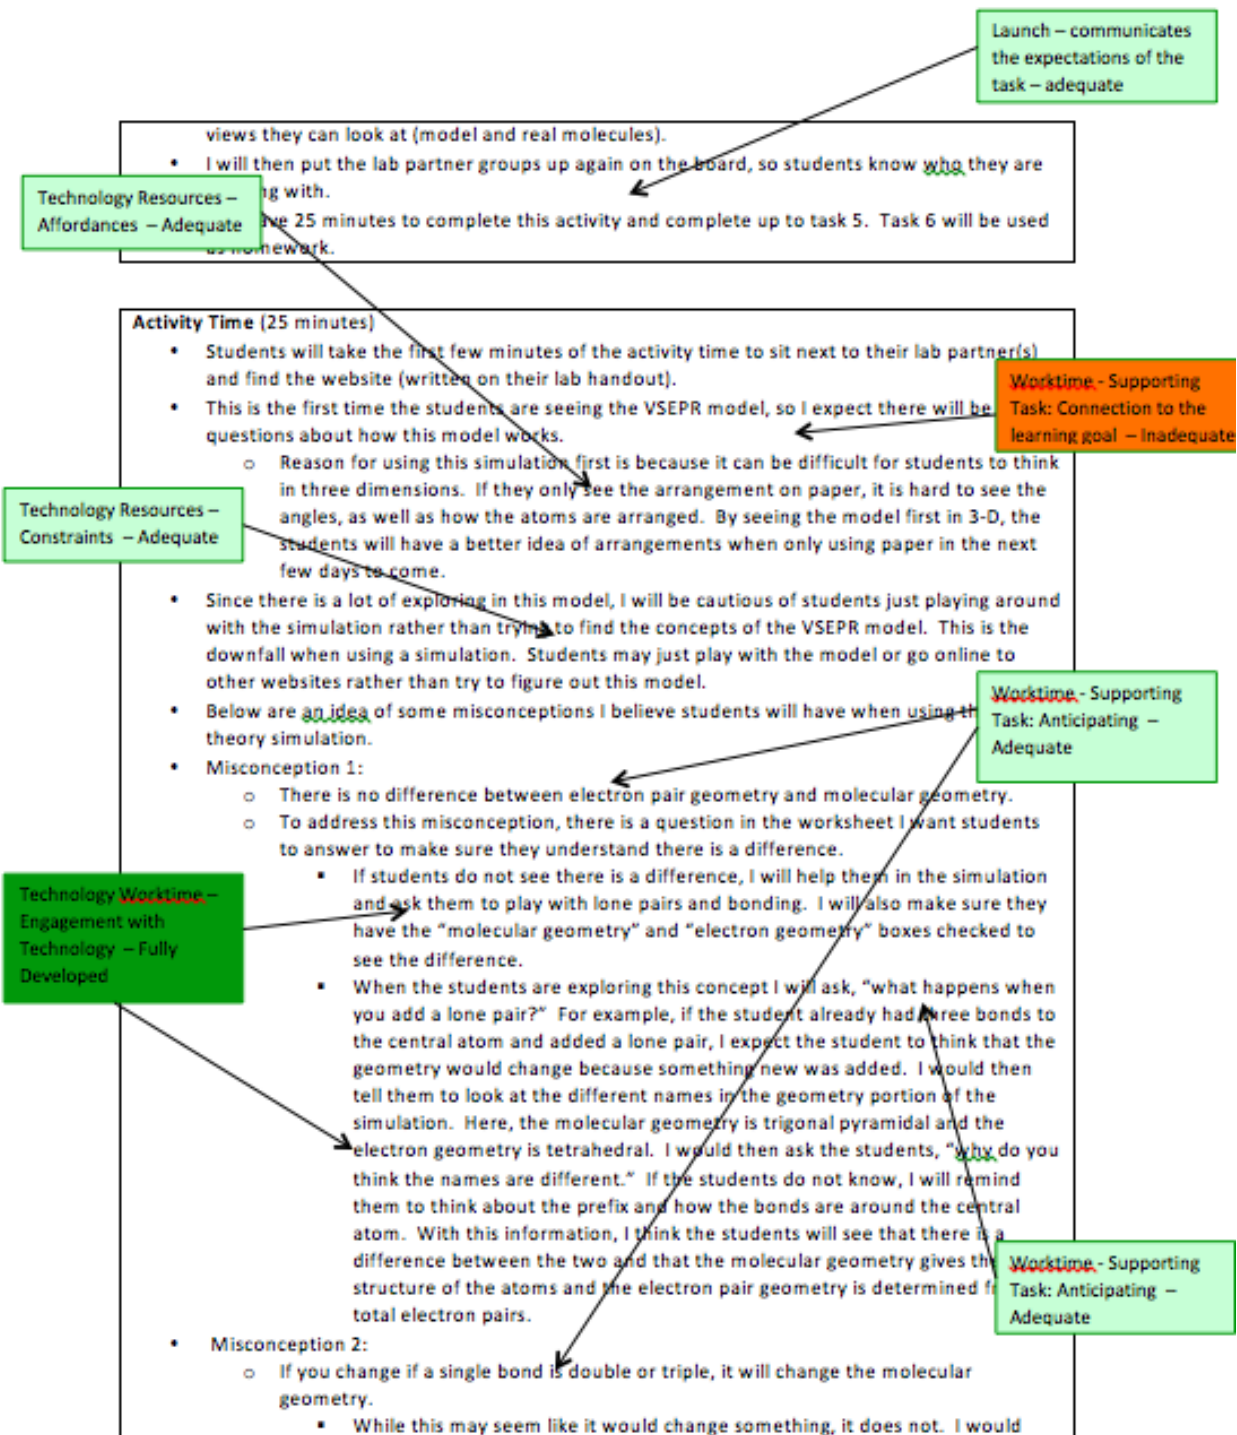 Launch – communicates
the expectations of the
task – adequate
views they can look at (model and real molecules).
• I will then put the lab partner groups up again on the board, so students know who they are
ng with.
Technology Resources –
Affordances – Adequate
ve 25 minutes to complete this activity and complete up to task 5. Task 6 will be used
as homework.
Activity Time (25 minutes)
• Students will take the first few minutes of the activity time to sit next to their lab partner(s)
and find the website (written on their lab handout).
• This is the first time the students are seeing the VSEPR model, so I expect there will be
questions about how this model works.
Worktime - Supporting
Task: Connection to the
learning goal – Inadequate
o Reason for using this simulation first is because it can be difficult for students to think
in three dimensions. If they only see the arrangement on paper, it is hard to see the
angles, as well as how the atoms are arranged. By seeing the model first in 3-D, the
students will have a better idea of arrangements when only using paper in the next
few days to come.
Technology Resources –
Constraints – Adequate
• Since there is a lot of exploring in this model, I will be cautious of students just playing around
with the simulation rather than trying to find the concepts of the VSEPR model. This is the
downfall when using a simulation. Students may just play with the model or go online to
other websites rather than try to figure out this model.
• Below are an idea of some misconceptions I believe students will have when using th
theory simulation.
Worktime - Supporting
Task: Anticipating –
Adequate
• Misconception 1:
o There is no difference between electron pair geometry and molecular geometry.
o To address this misconception, there is a question in the worksheet I want students
to answer to make sure they understand there is a difference.
▪ If students do not see there is a difference, I will help them in the simulation
and ask them to play with lone pairs and bonding. I will also make sure they
have the “molecular geometry” and “electron geometry” boxes checked to
see the difference.
Technology Worktime –
Engagement with
Technology – Fully
Developed
▪ When the students are exploring this concept I will ask, “what happens when
you add a lone pair?” For example, if the student already had three bonds to
the central atom and added a lone pair, I expect the student to think that the
geometry would change because something new was added. I would then
tell them to look at the different names in the geometry portion of the
simulation. Here, the molecular geometry is trigonal pyramidal and the
electron geometry is tetrahedral. I would then ask the students, “why do you
think the names are different.” If the students do not know, I will remind
them to think about the prefix and how the bonds are around the central
atom. With this information, I think the students will see that there is a
difference between the two and that the molecular geometry gives th
structure of the atoms and the electron pair geometry is determined f
total electron pairs.
Worktime - Supporting
Task: Anticipating –
Adequate
• Misconception 2:
o If you change if a single bond is double or triple, it will change the molecular
geometry.
▪ While this may seem like it would change something, it does not. I would